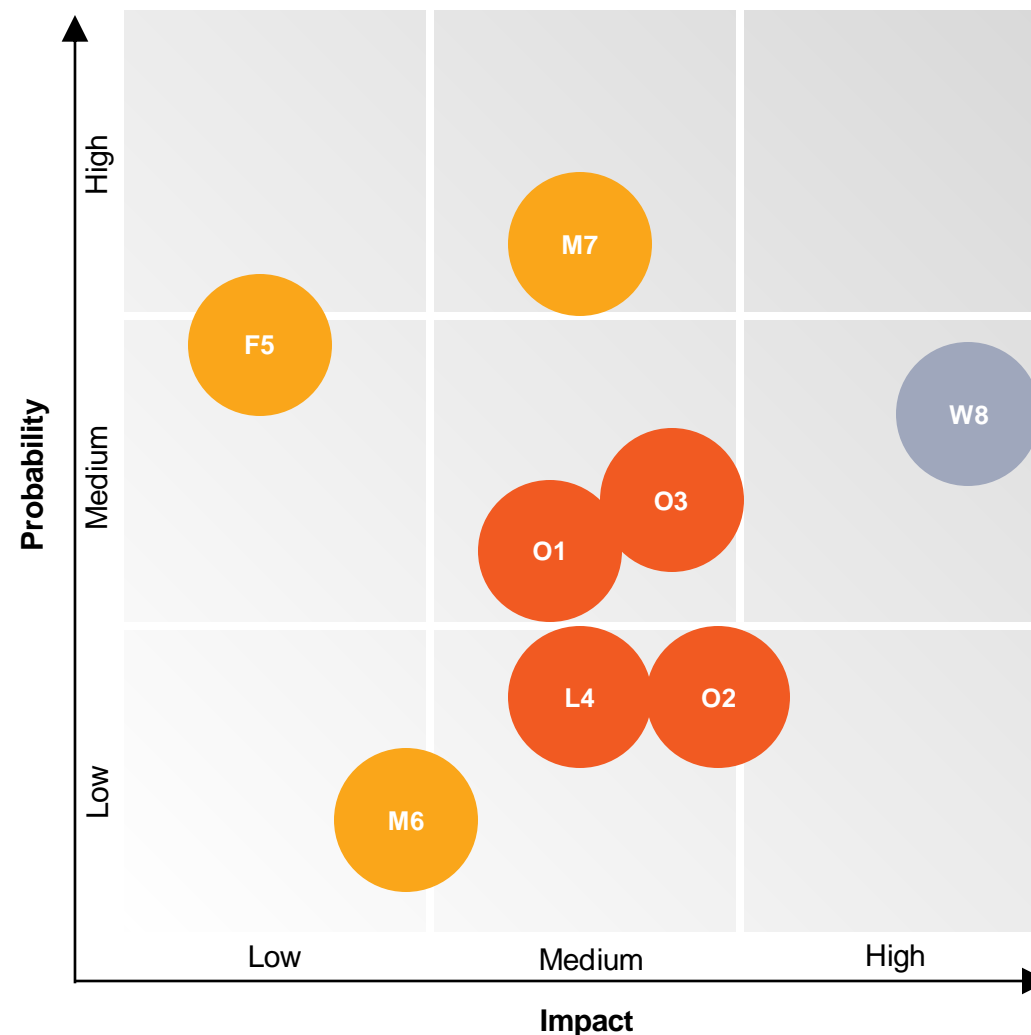 High
M7
F5
W8
Probability
Medium
O3
O1
L4
O2
Low
M6
Low
Medium
High
Impact